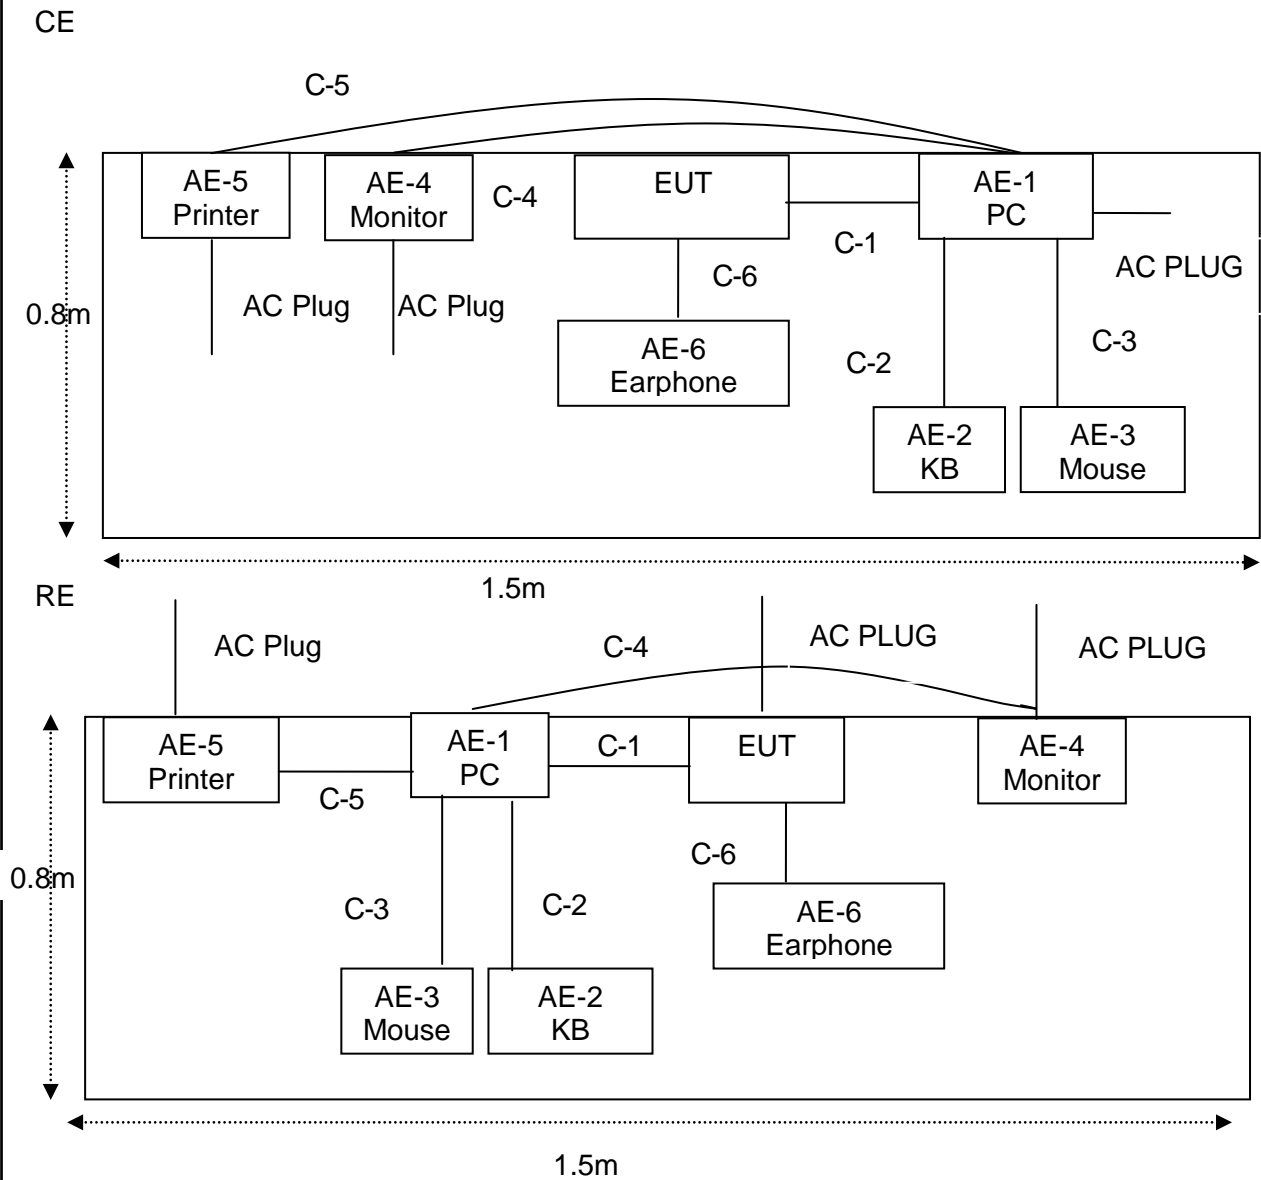 CE
C-5
AE-5
Printer
AE-4
Monitor
C-4
EUT
AE-1
PC
C-1
AC PLUG
C-6
AC Plug
AC Plug
0.8m
AE-6
Earphone
C-2
C-3
AE-2
KB
AE-3
Mouse
1.5m
RE
AC Plug
C-4
AC PLUG
AC PLUG
AE-5
Printer
AE-1
PC
C-1
EUT
AE-4
Monitor
C-5
C-6
0.8m
C-3
C-2
AE-6
Earphone
AE-3
Mouse
AE-2
KB
1.5m